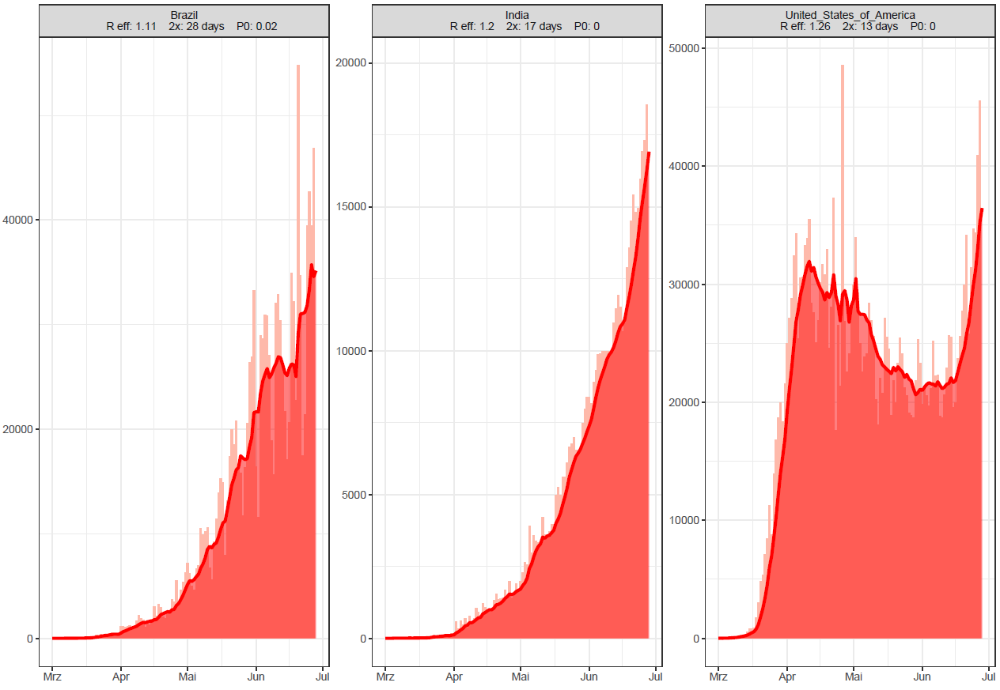 Brazil
R eff: 1.11 2x: 28 days P0: 0.02
40000
20000
0
Mrz Apr Mai Jun Jul
India
R eff: 1.2 2x: 17 days P0: 0
20000
15000
10000
5000
0
Mrz Apr Mai Jun Jul
United_States_of_America
R eff: 1.26 2x: 13 days P0: 0
50000
40000
30000
20000
10000
0
Mrz Apr Mai Jun Jul